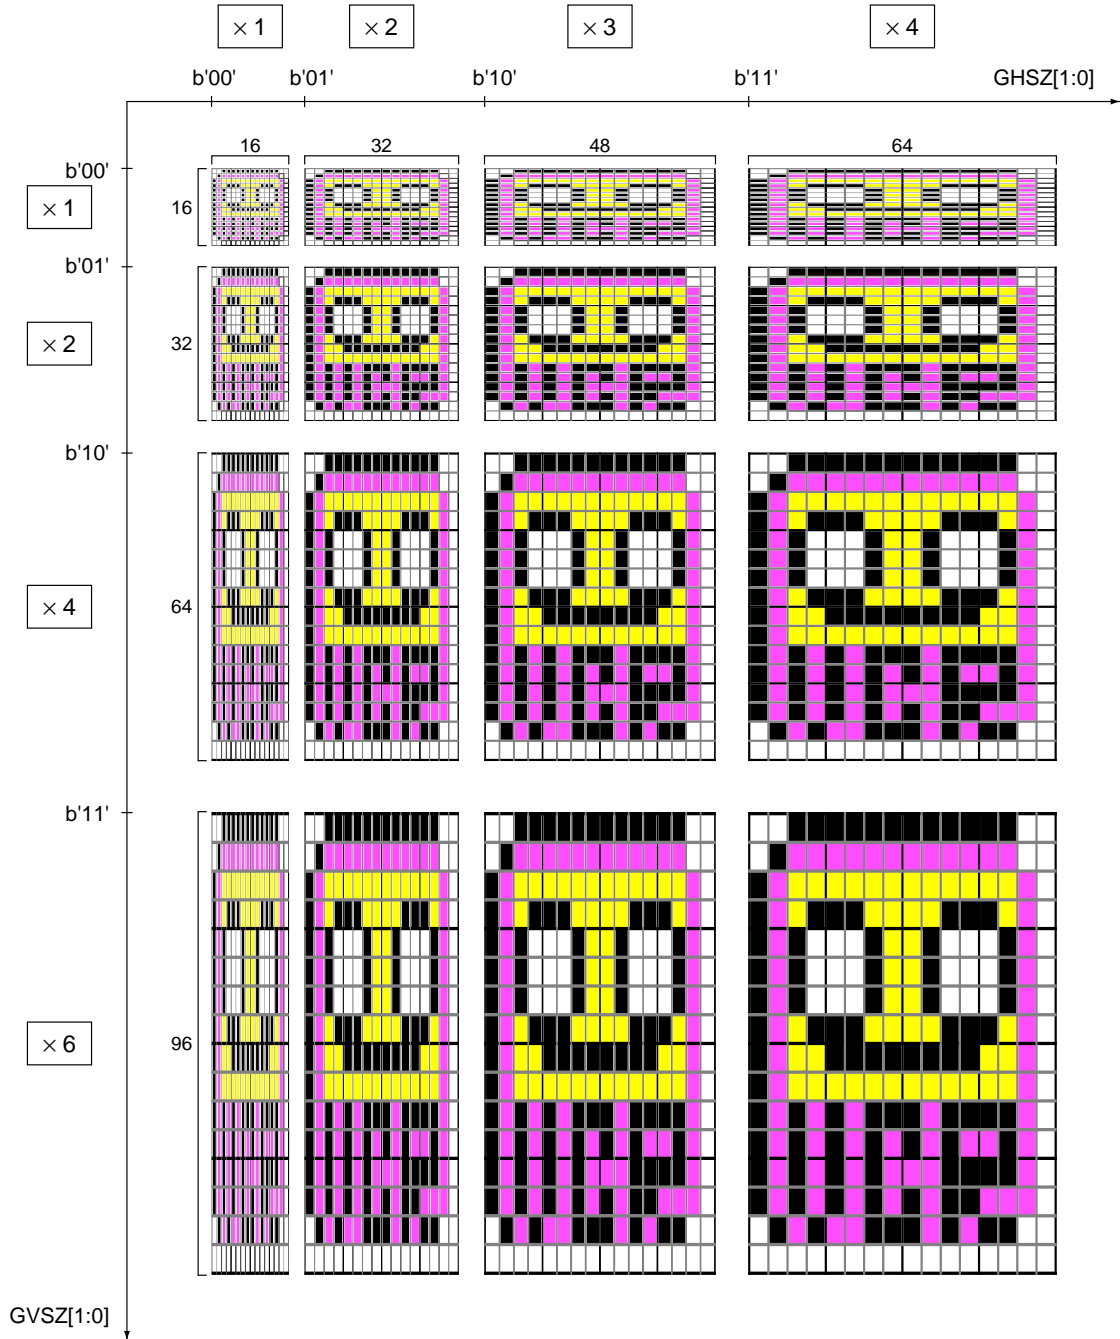 × 1 × 2 × 3 × 4
b'00' b'01' b'10' b'11' GHSZ[1:0]
16 32 48 64
b'00'
× 1 16
b'01'
× 2 32
b'10'
× 4 64
b'11'
× 6 96
GVSZ[1:0]